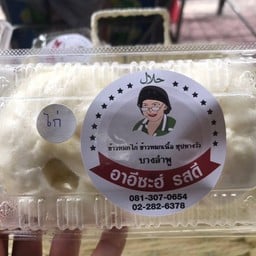 حلال
ไก่
ข้าวหมกไก่ ข้าวหมกเนื้อ ซุปหางวัว
บางลำพู
อาอีซะฮ์ รสดี
081-307-0654
02-282-6378